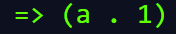 => (a . 1)